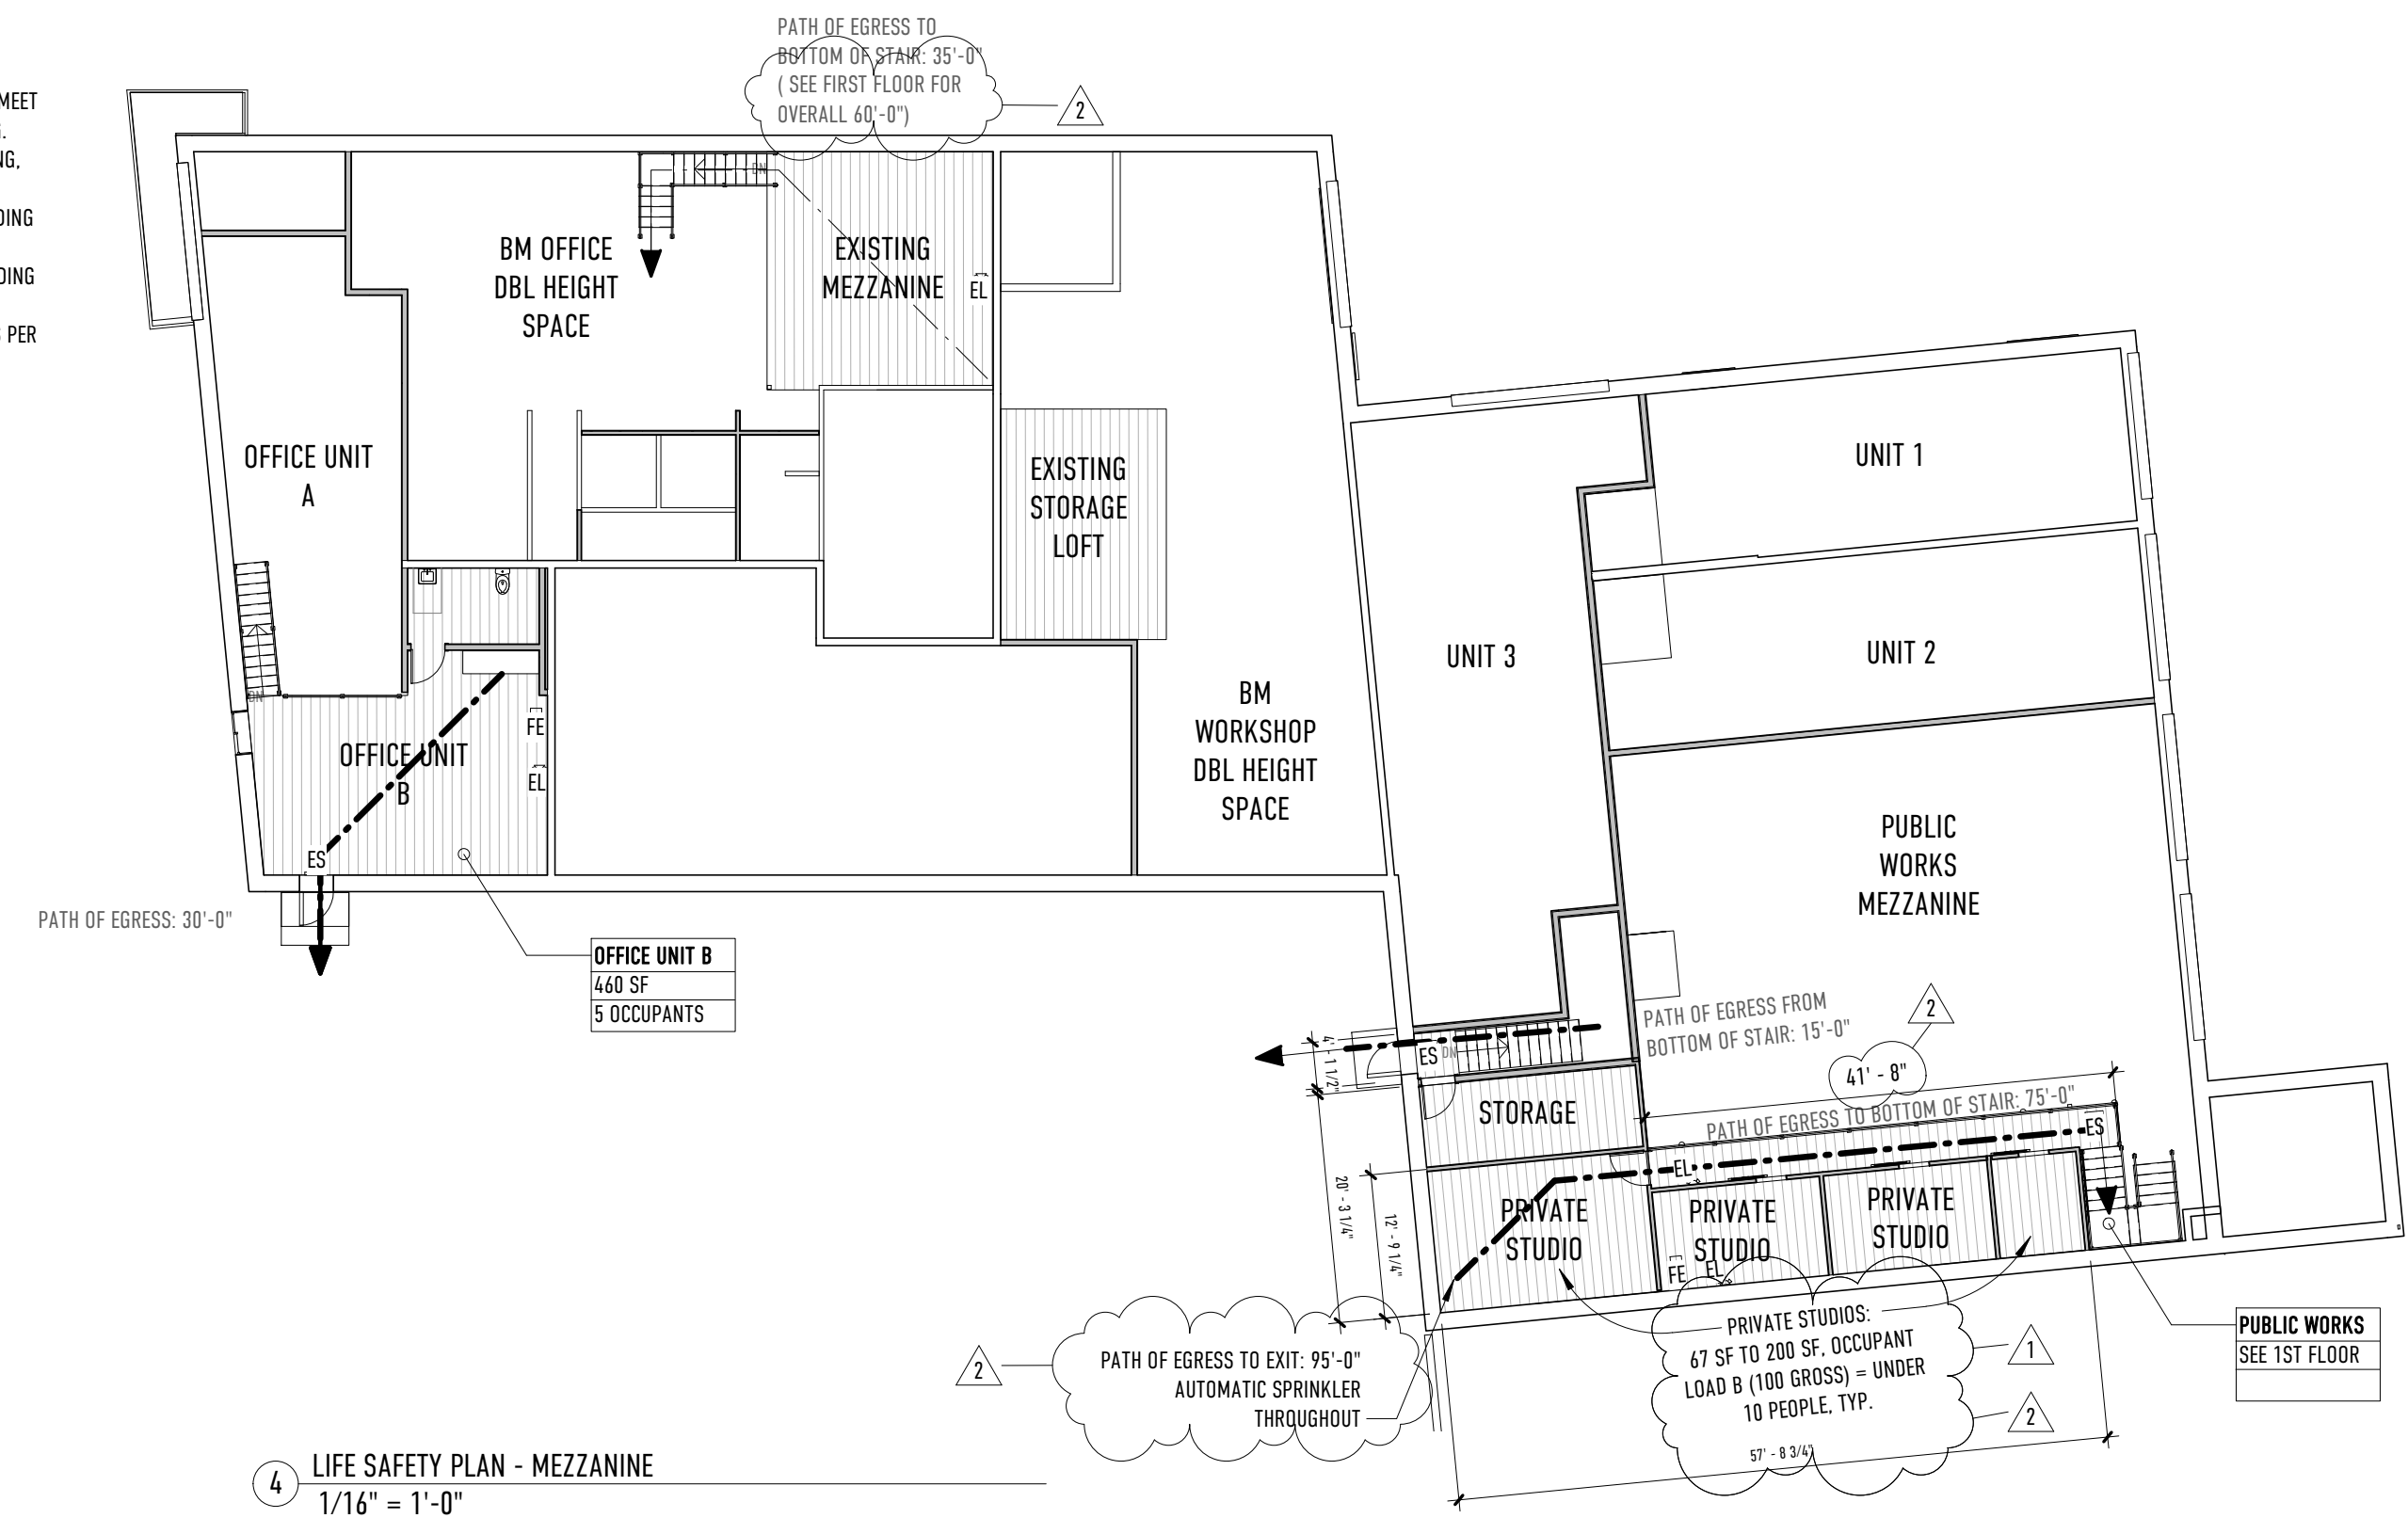 MEET
DING
DING
PER
PATH OF EGRESS TO
BOTTOM OF STAIR: 35'-0"
( SEE FIRST FLOOR FOR
OVERALL 60'-0")
2
DN
BM OFFICE
DBL HEIGHT
SPACE
EXISTING
MEZZANINE
EL
OFFICE UNIT
A
EXISTING
STORAGE
LOFT
UNIT 1
UNIT 2
UNIT 3
DN
FE
OFFICE UNIT
B
EL
ES
BM
WORKSHOP
DBL HEIGHT
SPACE
PUBLIC
WORKS
MEZZANINE
PATH OF EGRESS: 30'-0"
OFFICE UNIT B
460 SF
5 OCCUPANTS
PATH OF EGRESS FROM
BOTTOM OF STAIR: 15'-0"
2
41' - 8"
4' - 1 1/2"
ES
DN
STORAGE
PATH OF EGRESS TO BOTTOM OF STAIR: 75'-0"
ES
EL
20' - 3 1/4"
12' - 9 1/4"
PRIVATE
STUDIO
PRIVATE
STUDIO
PRIVATE
STUDIO
FE
EL
2
PATH OF EGRESS TO EXIT: 95'-0"
AUTOMATIC SPRINKLER
THROUGHOUT
PRIVATE STUDIOS:
67 SF TO 200 SF, OCCUPANT
LOAD B (100 GROSS) = UNDER
10 PEOPLE, TYP.
1
2
57' - 8 3/4"
PUBLIC WORKS
SEE 1ST FLOOR
4
LIFE SAFETY PLAN - MEZZANINE
1/16" = 1'-0"